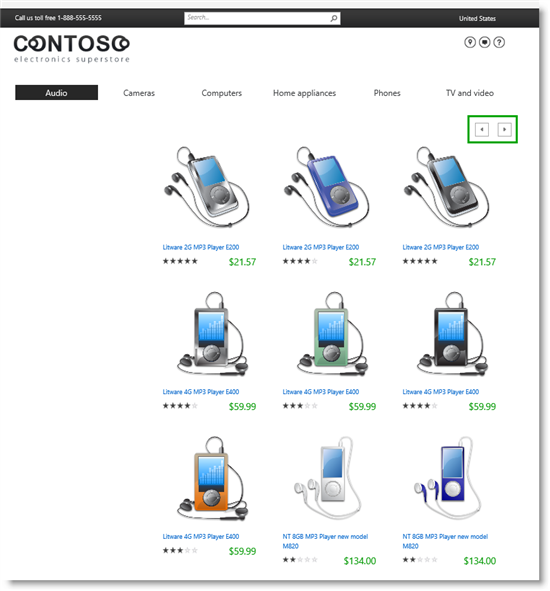 Call us toll free 1-888-555-5555
Search...
United States
CONTOSO
electronics superstore
?
Audio Cameras Computers Home appliances Phones TV and video
Litware 2G MP3 Player E200
$21.57
Litware 2G MP3 Player E200
$21.57
Litware 2G MP3 Player E200
$21.57
Litware 4G MP3 Player E400
$59.99
Litware 4G MP3 Player E400
$59.99
Litware 4G MP3 Player E400
$59.99
Litware 4G MP3 Player E400
$59.99
NT 8GB MP3 Player new model
M820
$134.00
NT 8GB MP3 Player new model
M820
$134.00